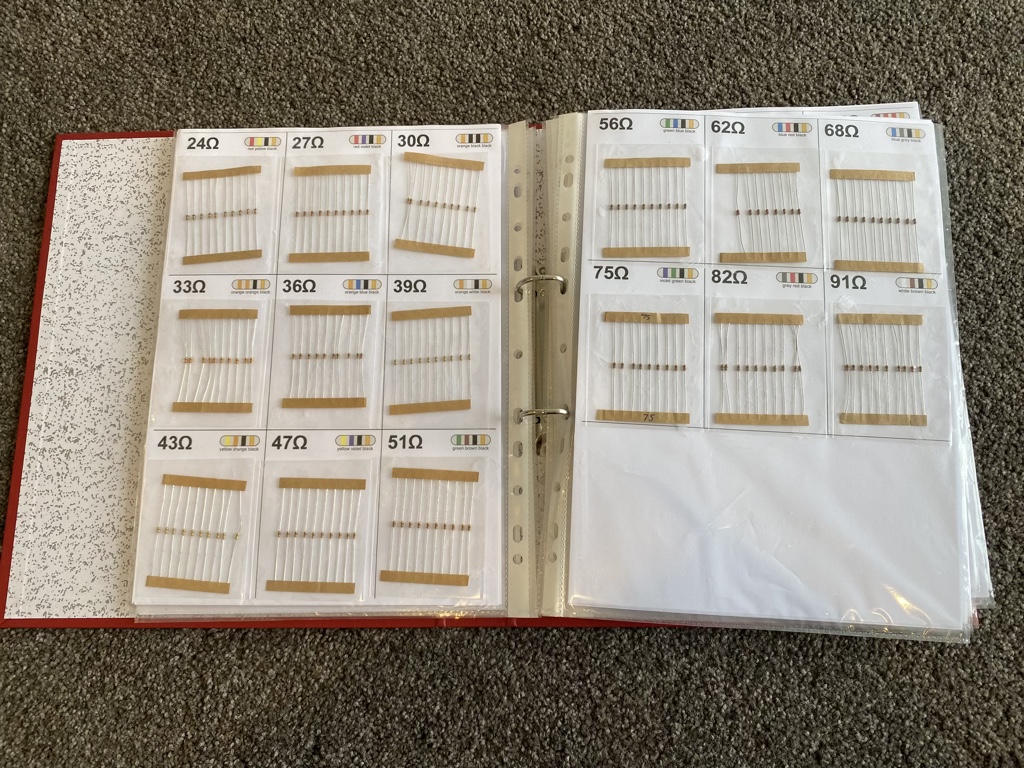 24Ω
red yellow black
27Ω
red violet black
30Ω
orange black black
33Ω
orange orange black
36Ω
orange blue black
39Ω
orange white black
43Ω
yellow orange black
47Ω
yellow violet black
51Ω
green brown black
56Ω
green blue black
62Ω
blue red black
68Ω
blue grey black
75Ω
violet green black
75
75
82Ω
gray red black
91Ω
white brown black